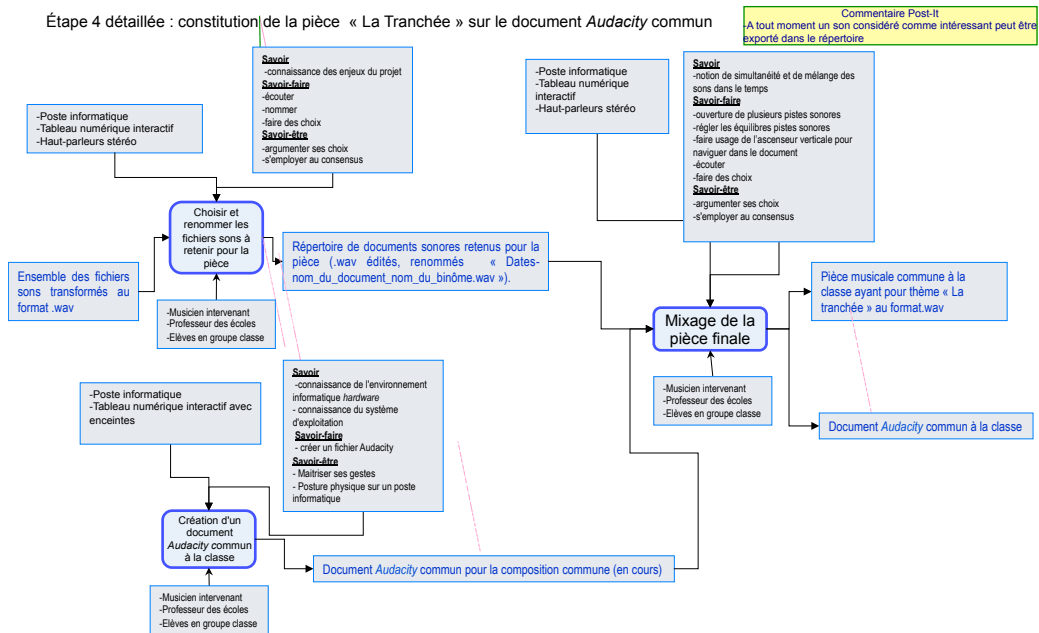 Étape 4 détaillée : constitution de la pièce « La Tranchée » sur le document Audacity commun
Commentaire Post-It
-A tout moment un son considéré comme intéressant peut être
exporté dans le répertoire
Savoir
-connaissance des enjeux du projet
Savoir-faire
-écouter
-nommer
-faire des choix
Savoir-être
-argumenter ses choix
-s'employer au consensus
-Poste informatique
-Tableau numérique
interactif
-Haut-parleurs stéréo
Savoir
-notion de simultanéité et de mélange des
sons dans le temps
Savoir-faire
-ouverture de plusieurs pistes sonores
-régler les équilibres pistes sonores
-faire usage de l'ascenseur verticale pour
naviguer dans le document
-écouter
-faire des choix
Savoir-être
-argumenter ses choix
-s'employer au consensus
-Poste informatique
-Tableau numérique interactif
-Haut-parleurs stéréo
Choisir et
renommer les
fichiers sons à
retenir pour la
pièce
Ensemble des fichiers
sons transformés au
format .wav
Répertoire de documents sonores retenus pour la
pièce (.wav édités, renommés « Dates-
nom_du_document_nom_du_binôme.wav »).
-Musicien intervenant
-Professeur des écoles
-Elèves en groupe classe
Mixage de la
pièce finale
Pièce musicale commune à la
classe ayant pour thème « La
tranchée » au format.wav
-Musicien intervenant
-Professeur des écoles
-Elèves en groupe classe
Document Audacity commun à la classe
-Poste informatique
-Tableau numérique interactif avec
enceintes
Savoir
-connaissance de l'environnement
informatique hardware
- connaissance du système
d'exploitation
Savoir-faire
- créer un fichier Audacity
Savoir-être
- Maitriser ses gestes
- Posture physique sur un poste
informatique
Création d'un
document
Audacity commun
à la classe
Document Audacity commun pour la composition commune (en cours)
-Musicien intervenant
-Professeur des écoles
-Elèves en groupe classe